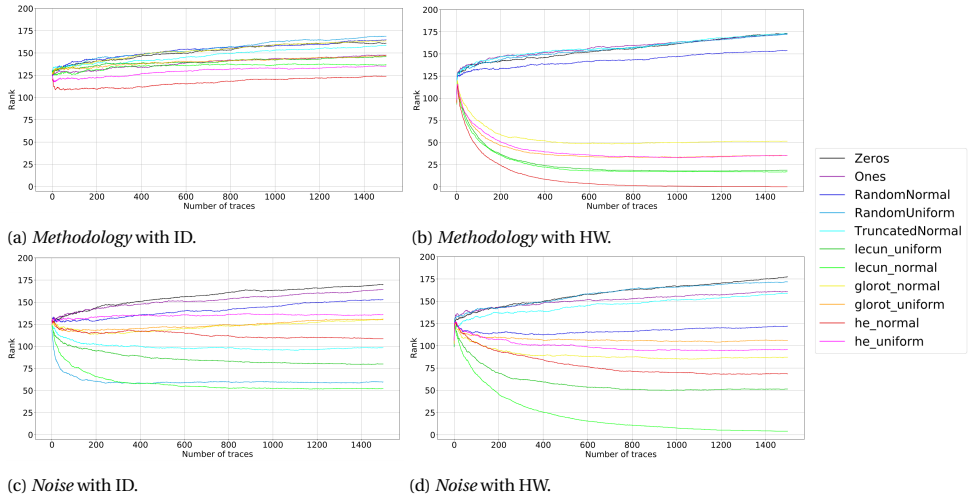 200
175
150
125
100
75
50
25
0
Rank
0 200 400 600 800 1000 1200 1400
Number of traces
(a) Methodology with ID.
200
175
150
125
100
75
50
25
0
Rank
0 200 400 600 800 1000 1200 1400
Number of traces
(b) Methodology with HW.
Zeros
Ones
RandomNormal
RandomUniform
TruncatedNormal
lecun_uniform
lecun_normal
glorot_normal
glorot_uniform
he_normal
he_uniform
200
175
150
125
100
75
50
25
0
Rank
0 200 400 600 800 1000 1200 1400
Number of traces
(c) Noise with ID.
200
175
150
125
100
75
50
25
0
Rank
0 200 400 600 800 1000 1200 1400
Number of traces
(d) Noise with HW.